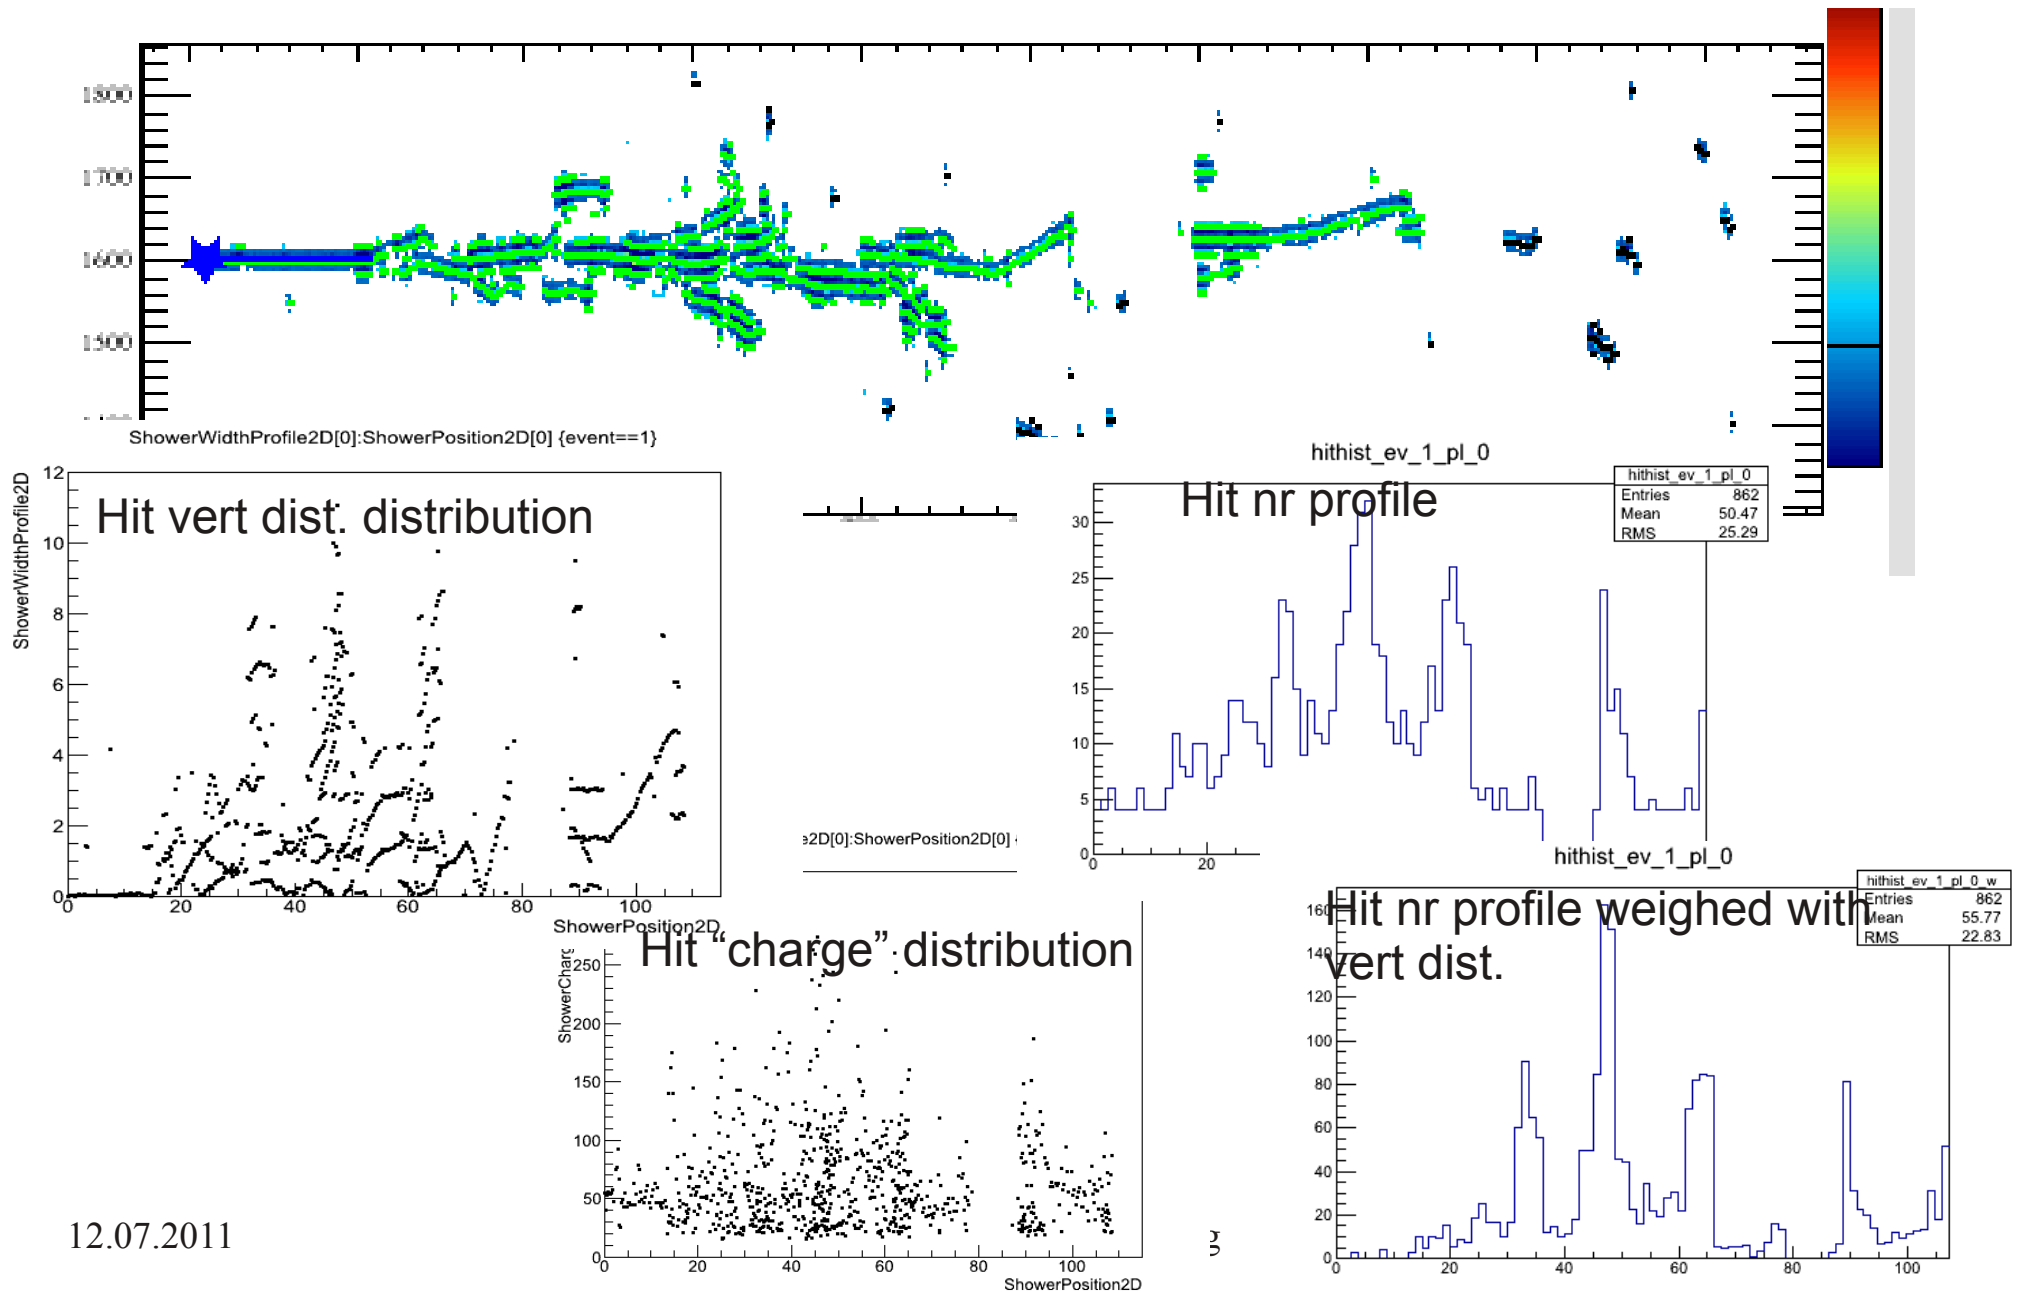 1700
1600
ShowerWidthProfile2D[0]:ShowerPosition2D[0] {event==1}
hithist_ev_1_pl_0
12
10
8
6
4
2
0
ShowerWidthProfile2D
Hit vert dist. distribution
0 20 40 60 80 100
ShowerPosition2D
Hit nr profile
hithist_ev_1_pl_0
Entries 862
Mean 50.47
RMS 25.29
30
25
20
15
10
5
0
0 20
e2D[0]:ShowerPosition2D[0]
hithist_ev_1_pl_0
Hit “charge” distribution
250
200
150
100
50
0
0 20 40 60 80 100
ShowerPosition2D
Hit nr profile weighed with
vert dist.
hithist_ev_1_pl_0_w
Entries 862
Mean 55.77
RMS 22.83
160
140
120
100
80
60
40
20
0
0 20 40 60 80 100
12.07.2011